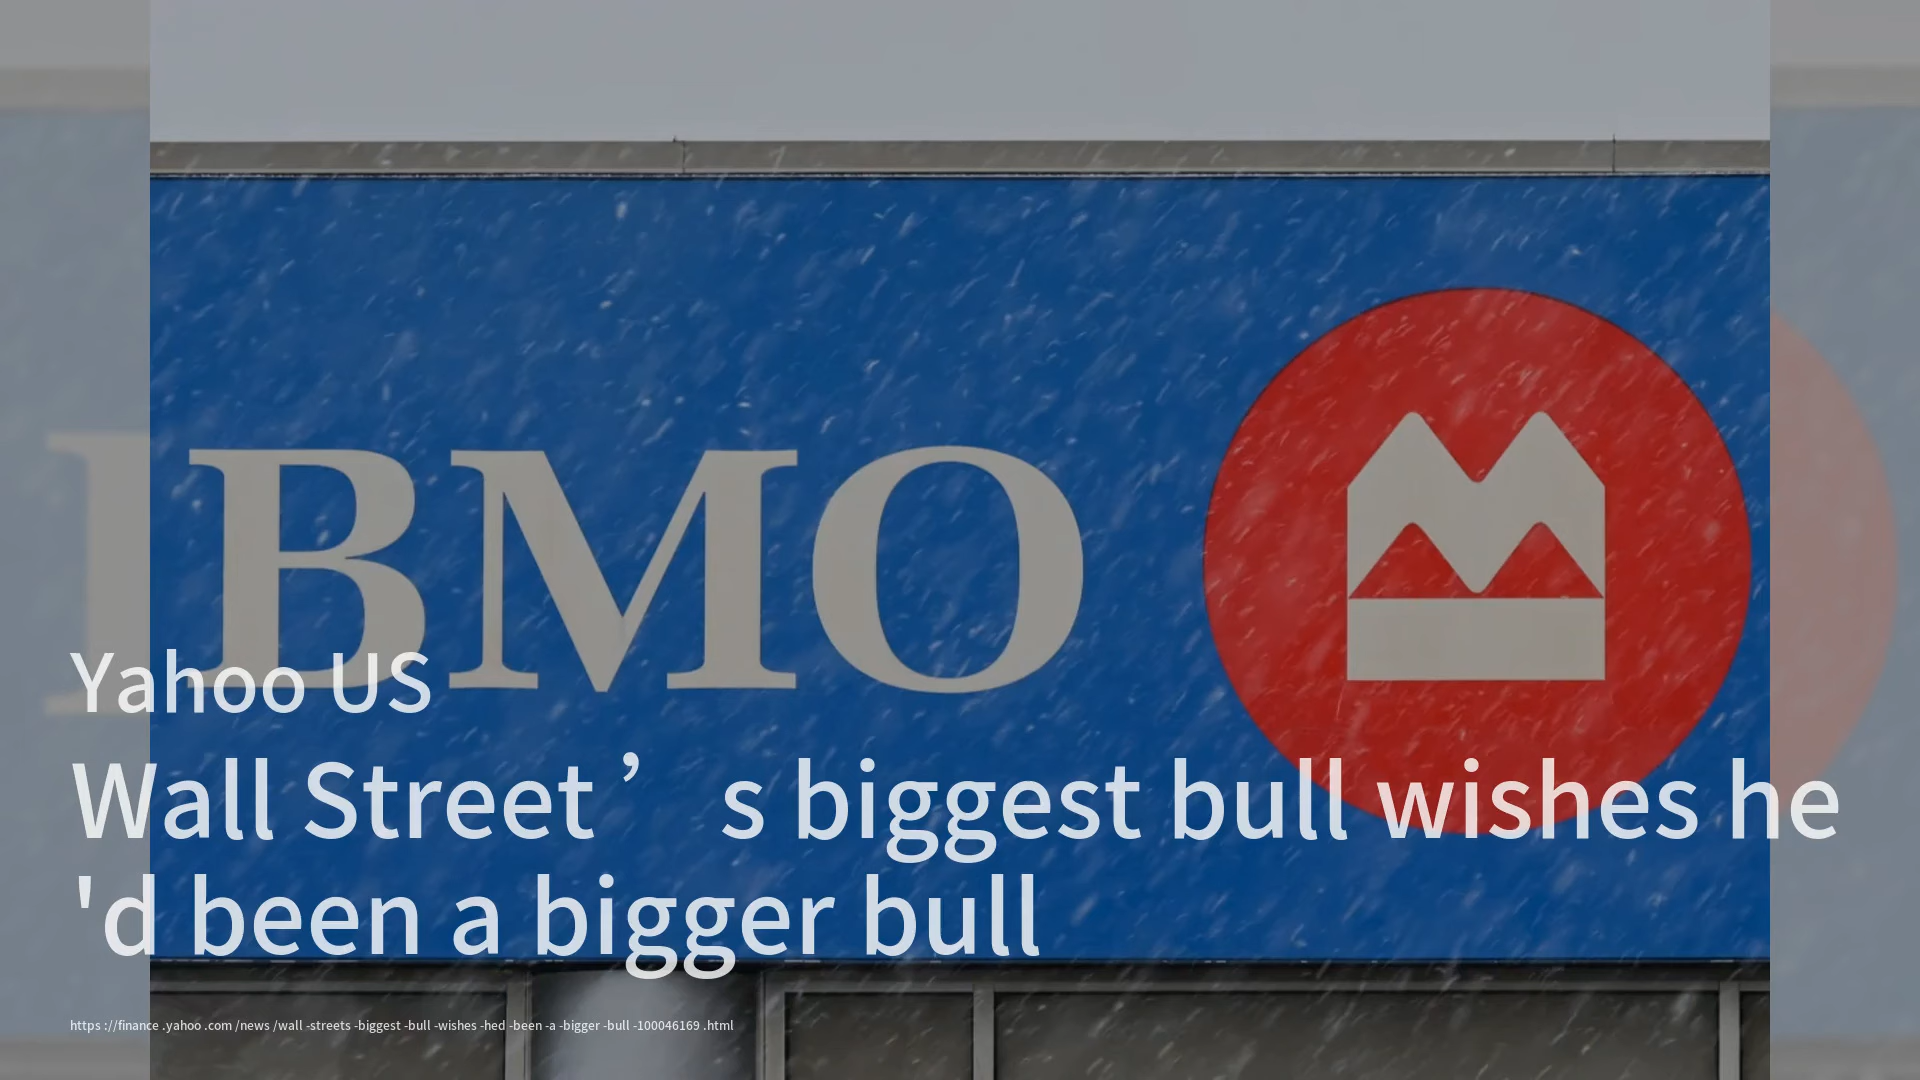 BMO
Yahoo US
Wall Street’s biggest bull wishes he
'd been a bigger bull
https ://finance .yahoo .com /news /wall -streets -biggest -bull -wishes -hed -been -a -bigger -bull -100046169 .html